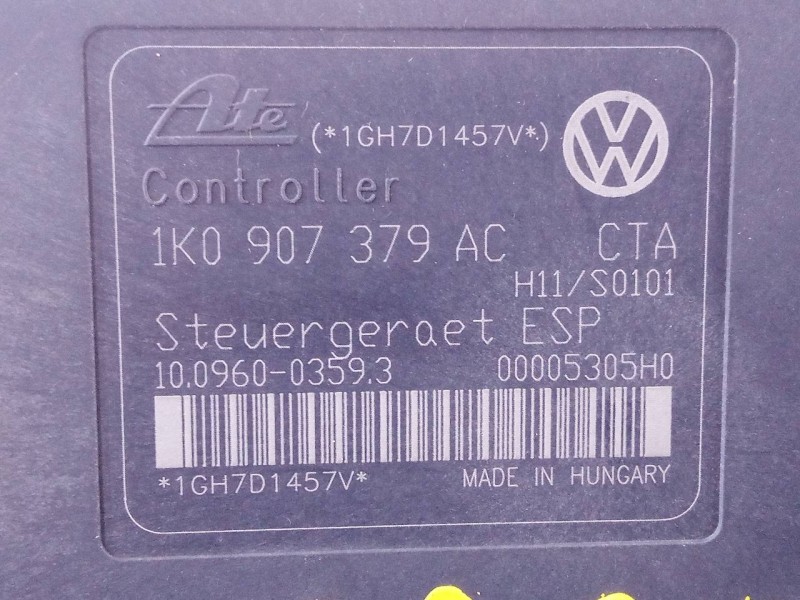 Ate (*1GH7D1457V*)
VW
Controller
1K0 907 379 AC CTA
H11/S0101
Steuergeraet ESP
10.0960-0359.3 00005305H0
*1GH7D1457V* MADE IN HUNGARY